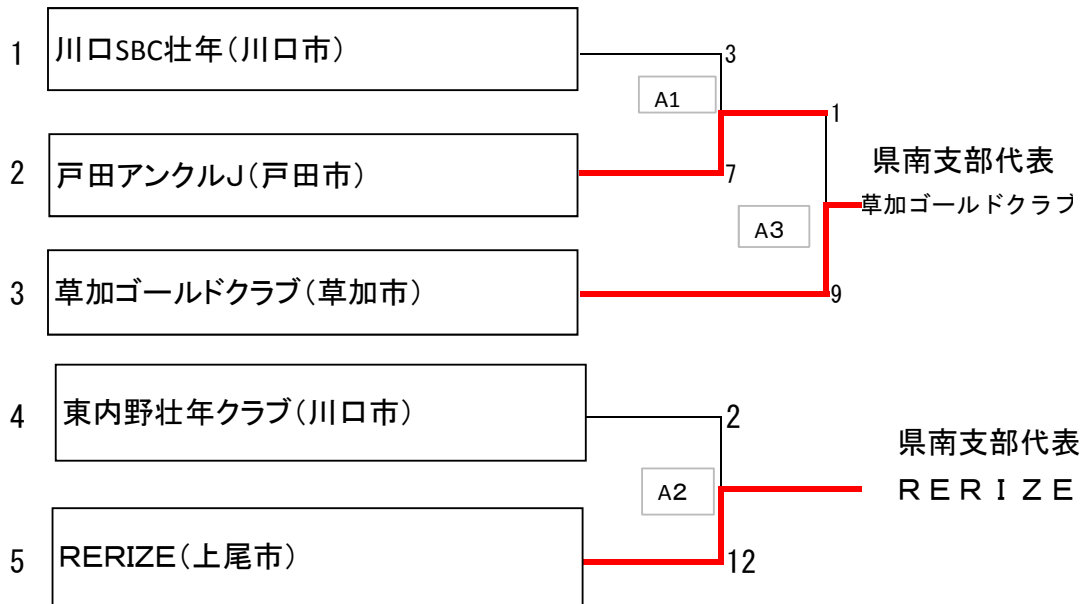 1
川口SBC壮年(川口市)
3
A1
1
2
戸田アンクルJ(戸田市)
7
県南支部代表
草加ゴールドクラブ
A3
3
草加ゴールドクラブ(草加市)
9
4
東内野壮年クラブ(川口市)
2
県南支部代表
A2
ＲＥＲＩＺＥ
5
RERIZE(上尾市)
12